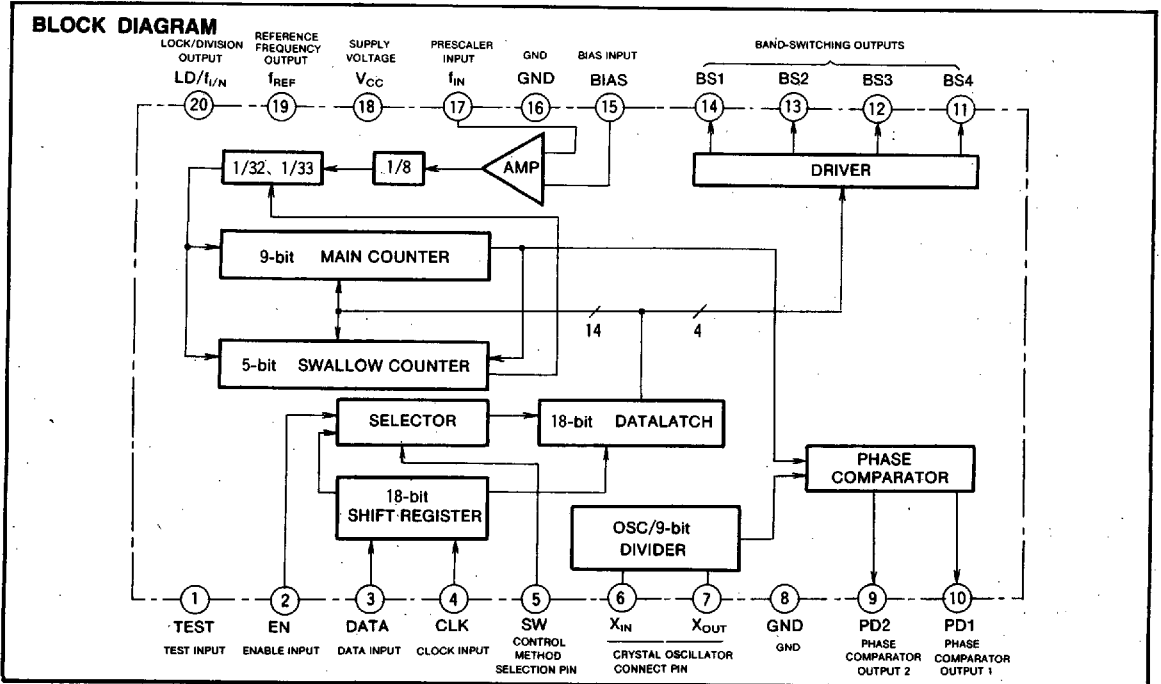 BLOCK DIAGRAM
LOCK/DIVISION OUTPUT
REFERENCE FREQUENCY OUTPUT
SUPPLY VOLTAGE
PRESCALER INPUT
GND
BIAS INPUT
BAND-SWITCHING OUTPUTS
LD/fI/N
fREF
VCC
fIN
GND
BIAS
BS1
BS2
BS3
BS4
20
19
18
17
16
15
14
13
12
11
1/32、1/33
1/8
AMP
DRIVER
9-bit MAIN COUNTER
14
4
5-bit SWALLOW COUNTER
SELECTOR
18-bit DATALATCH
18-bit
SHIFT REGISTER
PHASE
COMPARATOR
OSC/9-bit
DIVIDER
1
2
3
4
5
6
7
8
9
10
TEST
EN
DATA
CLK
SW
XIN
XOUT
GND
PD2
PD1
TEST INPUT
ENABLE INPUT
DATA INPUT
CLOCK INPUT
CONTROL
METHOD
SELECTION PIN
CRYSTAL OSCILLATOR
CONNECT PIN
GND
PHASE
COMPARATOR
OUTPUT 2
PHASE
COMPARATOR
OUTPUT 1